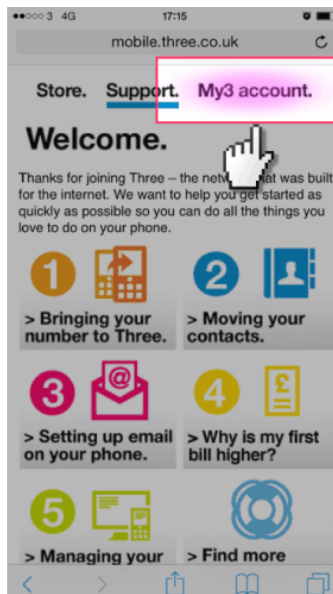 3 4G 17:15
mobile.three.co.uk
Store. Support. My3 account.
Welcome.
Thanks for joining Three – the network that was built
for the internet. We want to help you get started as
quickly as possible so you can do all the things you
love to do on your phone.
1
2
> Bringing your
number to Three.
> Moving your
contacts.
3
@
4
£
> Setting up email
on your phone.
> Why is my first
bill higher?
5
> Managing your
> Find more